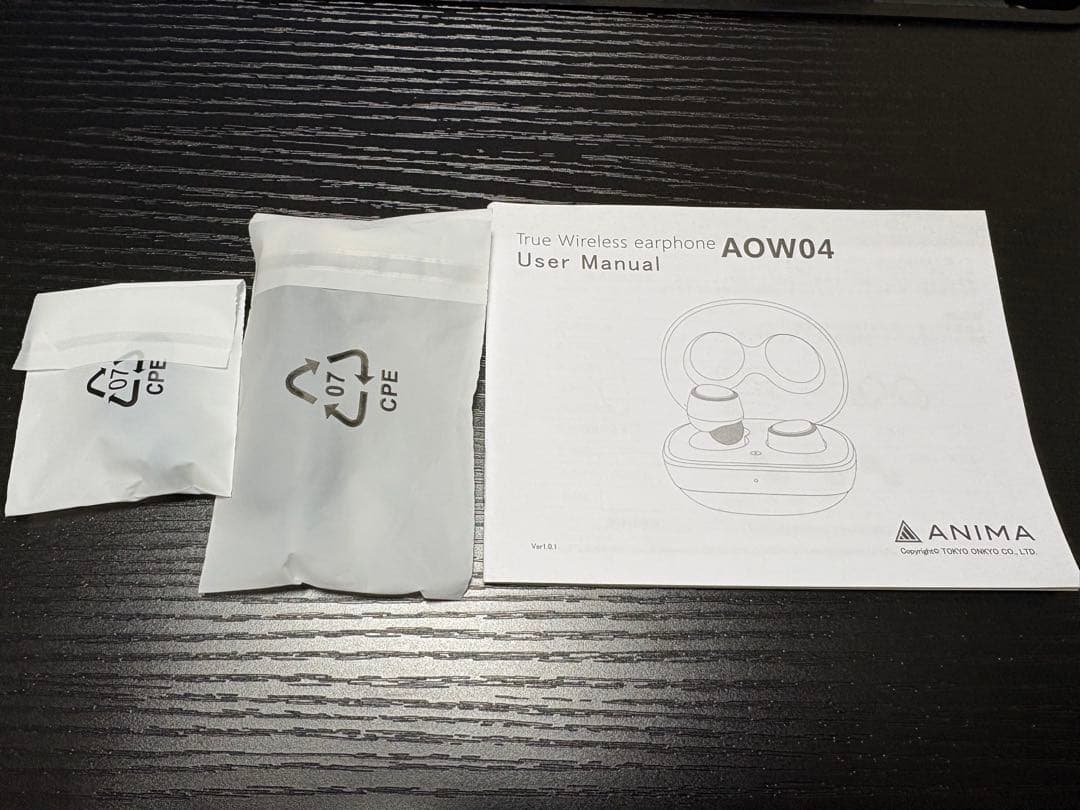 07
CPE
07
CPE
True Wireless earphone AOW04
User Manual
Ver1.0.1
ANIMA
Copyright© TOKYO ONKYO CO., LTD.